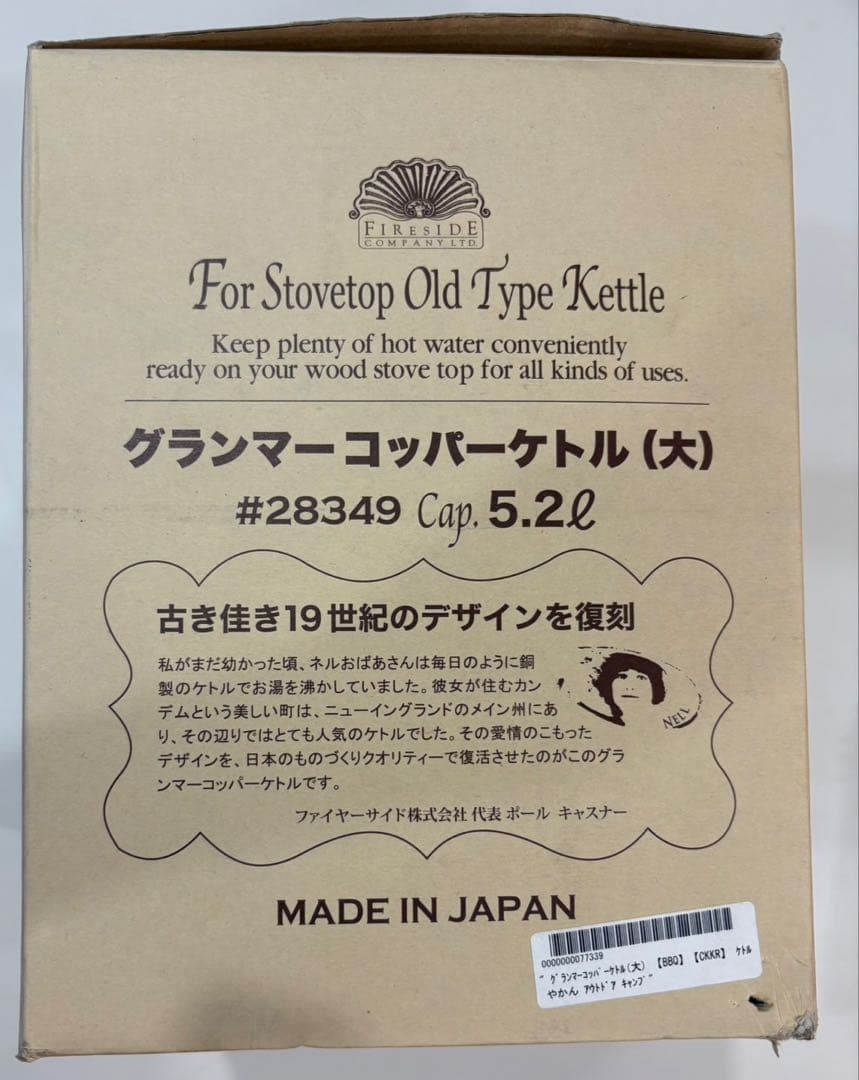 FIRESIDE
COMPANY LTD.
For Stovetop Old Type Kettle
Keep plenty of hot water conveniently
ready on your wood stove top for all kinds of uses.
グランマーコッパーケトル(大)
#28349 Cap. 5.2ℓ
古き佳き19世紀のデザインを復刻
私がまだ幼かった頃、ネルおばあさんは毎日のように銅
製のケトルでお湯を沸かしていました。彼女が住むカン
デムという美しい町は、ニューイングランドのメイン州にあ
り、その辺りではとても人気のケトルでした。その愛情のこもった
デザインを、日本のものづくりクオリティーで復活させたのがこのグラ
ンマーコッパーケトルです。
NELL
ファイヤーサイド株式会社 代表 ポール キャスナー
MADE IN JAPAN
0000000077339
" グランマーコッパーケトル(大) 【BBQ】【CKKR】 ケトル
やかん アウトドア キャンプ"